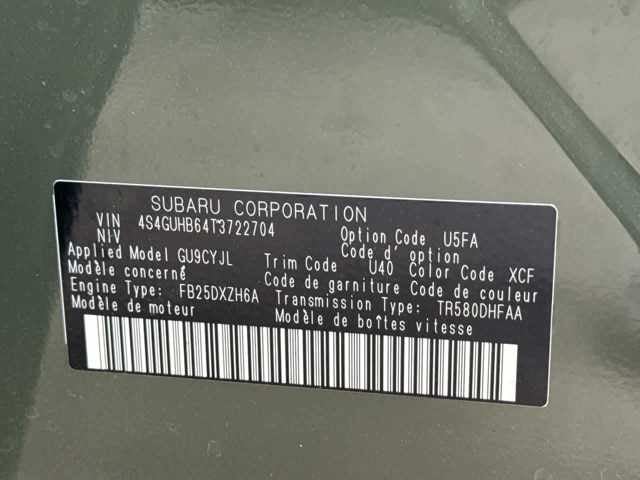 SUBARU CORPORATION
VIN 4S4GUHB64T3722704 Option Code U5FA
NIV Code d'option
Applied Model GU9CYJL Trim Code U40 Color Code XCF
Modèle concerné Code de garniture Code de couleur
Engine Type: FB25DXZH6A Transmission Type: TR580DHFAA
Modèle de moteur Modèle de boîtes vitesse